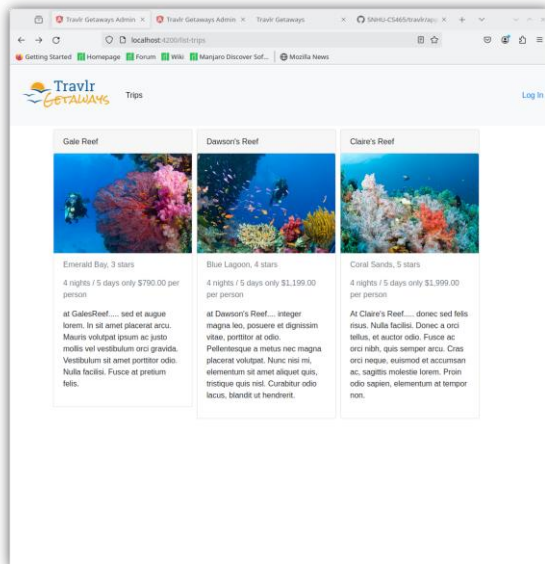 Travlr Getaways Admin
Travlr Getaways Admin
Travlr Getaways
SNHU-CS465/travlr/ap
localhost:4200/list-trips
Getting Started Homepage Forum Wiki Manjaro Discover Sof... Mozilla News
Travlr
GETAWAYS
Trips
Log In
Gale Reef
Emerald Bay, 3 stars
4 nights / 5 days only $790.00 per
person
at GalesReef..... sed et augue
lorem. In sit amet placerat arcu.
Mauris volutpat ipsum ac justo
mollis vel vestibulum orci gravida.
Vestibulum sit amet porttitor odio.
Nulla facilisi. Fusce at pretium
felis.
Dawson's Reef
Blue Lagoon, 4 stars
4 nights / 5 days only $1,199.00
per person
at Dawson's Reef.... integer
magna leo, posuere et dignissim
vitae, porttitor at odio.
Pellentesque a metus nec magna
placerat volutpat. Nunc nisi mi,
elementum sit amet aliquet quis,
tristique quis nisl. Curabitur odio
lacus, blandit ut hendrerit.
Claire's Reef
Coral Sands, 5 stars
4 nights / 5 days only $1,999.00
per person
At Claire's Reef..... donec sed felis
risus. Nulla facilisi. Donec a orci
tellus, et auctor odio. Fusce ac
orci nibh, quis semper arcu. Cras
orci neque, euismod et accumsan
ac, sagittis molestie lorem. Proin
odio sapien, elementum at tempor
non.